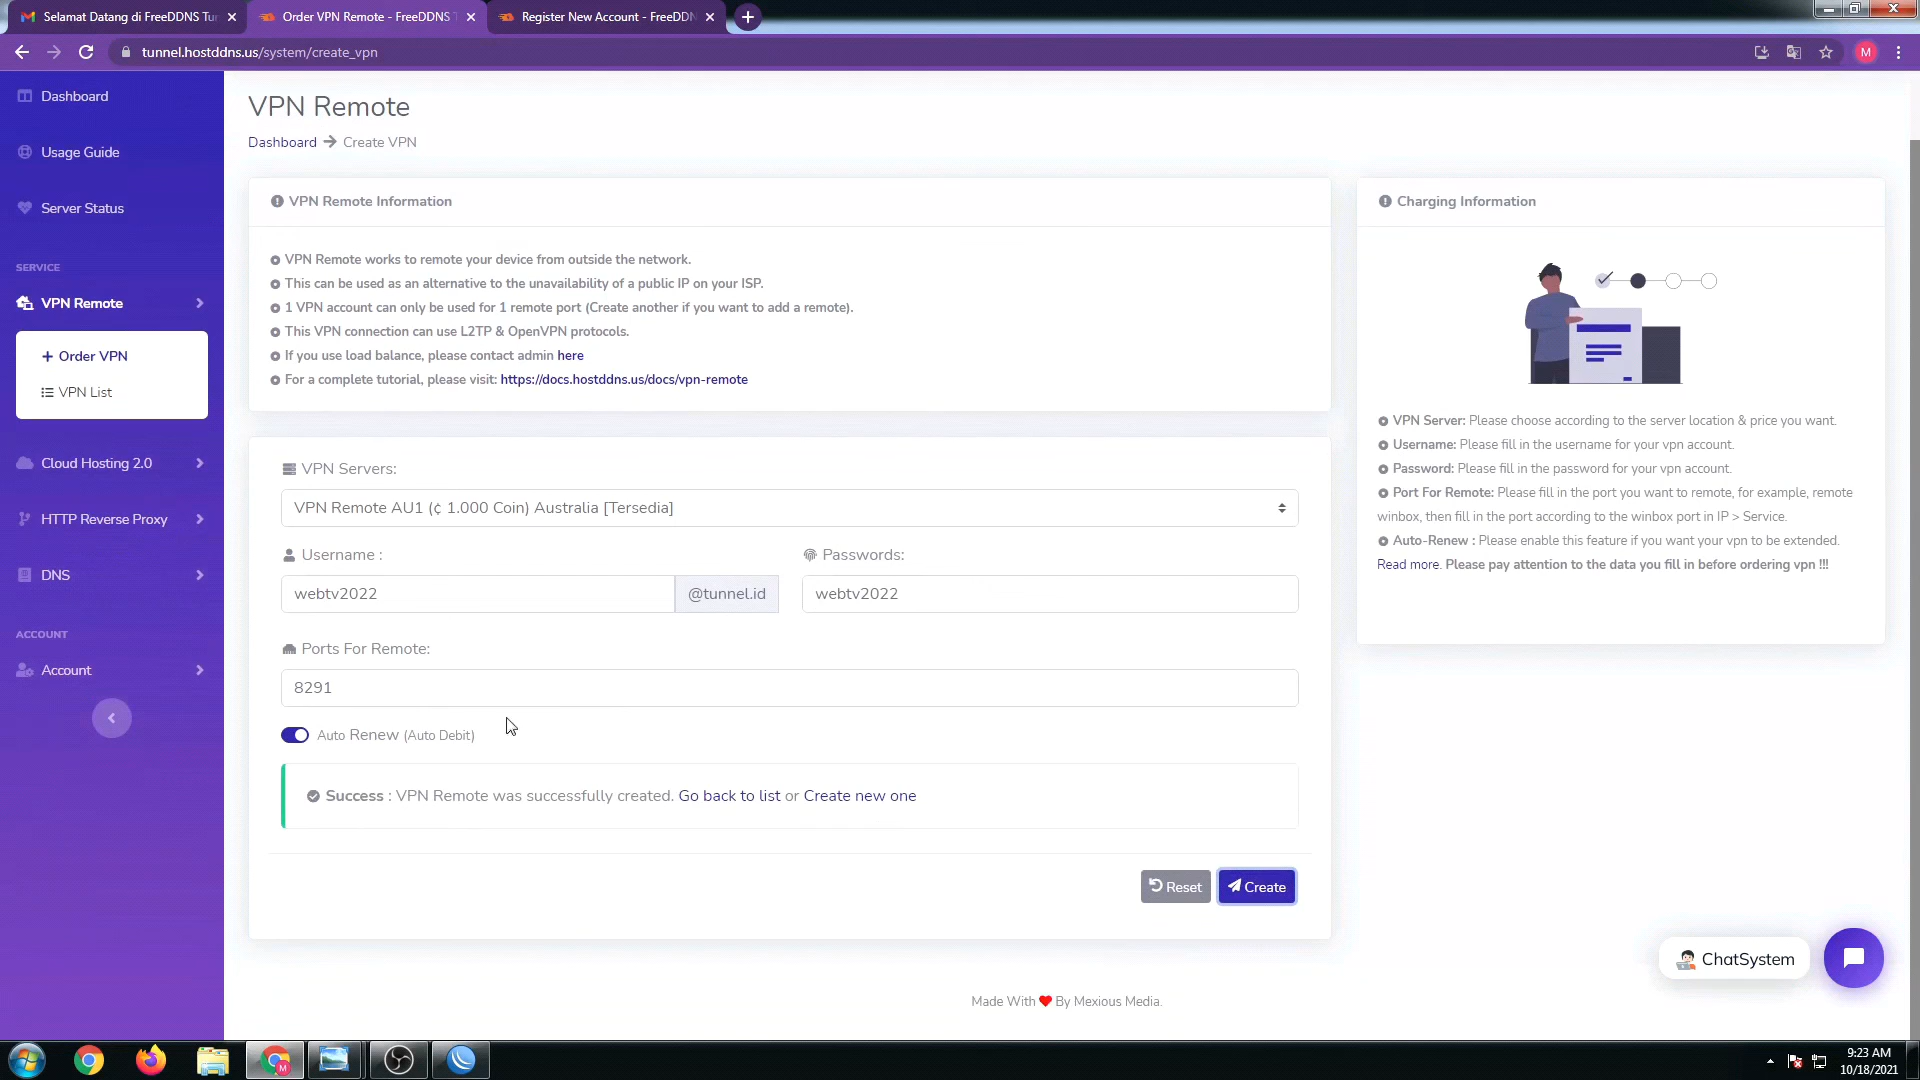 Selamat Datang di FreeDDNS Tur
Order VPN Remote - FreeDDNS T
Register New Account - FreeDDN
tunnel.hostddns.us/system/create_vpn
M
Dashboard
Usage Guide
Server Status
SERVICE
VPN Remote
Order VPN
VPN List
Cloud Hosting 2.0
HTTP Reverse Proxy
DNS
ACCOUNT
Account
VPN Remote
Dashboard → Create VPN
VPN Remote Information
VPN Remote works to remote your device from outside the network.
This can be used as an alternative to the unavailability of a public IP on your ISP.
1 VPN account can only be used for 1 remote port (Create another if you want to add a remote).
This VPN connection can use L2TP & OpenVPN protocols.
If you use load balance, please contact admin here
For a complete tutorial, please visit: https://docs.hostddns.us/docs/vpn-remote
VPN Servers:
VPN Remote AU1 (¢ 1.000 Coin) Australia [Tersedia]
Username :
Passwords:
webtv2022 @tunnel.id
webtv2022
Ports For Remote:
8291
Auto Renew (Auto Debit)
Success : VPN Remote was successfully created. Go back to list or Create new one
Reset
Create
Charging Information
VPN Server: Please choose according to the server location & price you want.
Username: Please fill in the username for your vpn account.
Password: Please fill in the password for your vpn account.
Port For Remote: Please fill in the port you want to remote, for example, remote
winbox, then fill in the port according to the winbox port in IP > Service.
Auto-Renew : Please enable this feature if you want your vpn to be extended.
Read more. Please pay attention to the data you fill in before ordering vpn !!!
ChatSystem
Made With ❤ By Mexious Media.
M
9:23 AM
10/18/2021